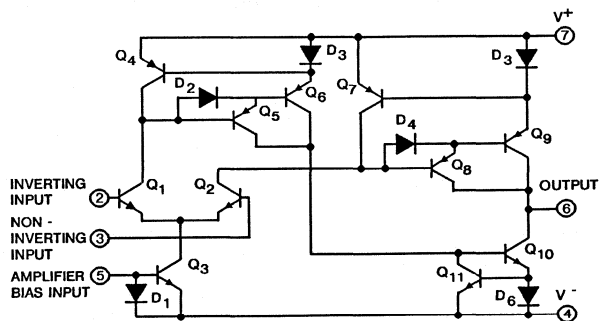 V+
7
Q4
D3
D3
D2
Q6
Q7
Q5
D4
Q9
Q8
INVERTING
INPUT
2
Q1
Q2
OUTPUT
6
NON -
INVERTING
INPUT
3
Q10
AMPLIFIER
BIAS INPUT
5
Q3
Q11
D1
D6
V-
4